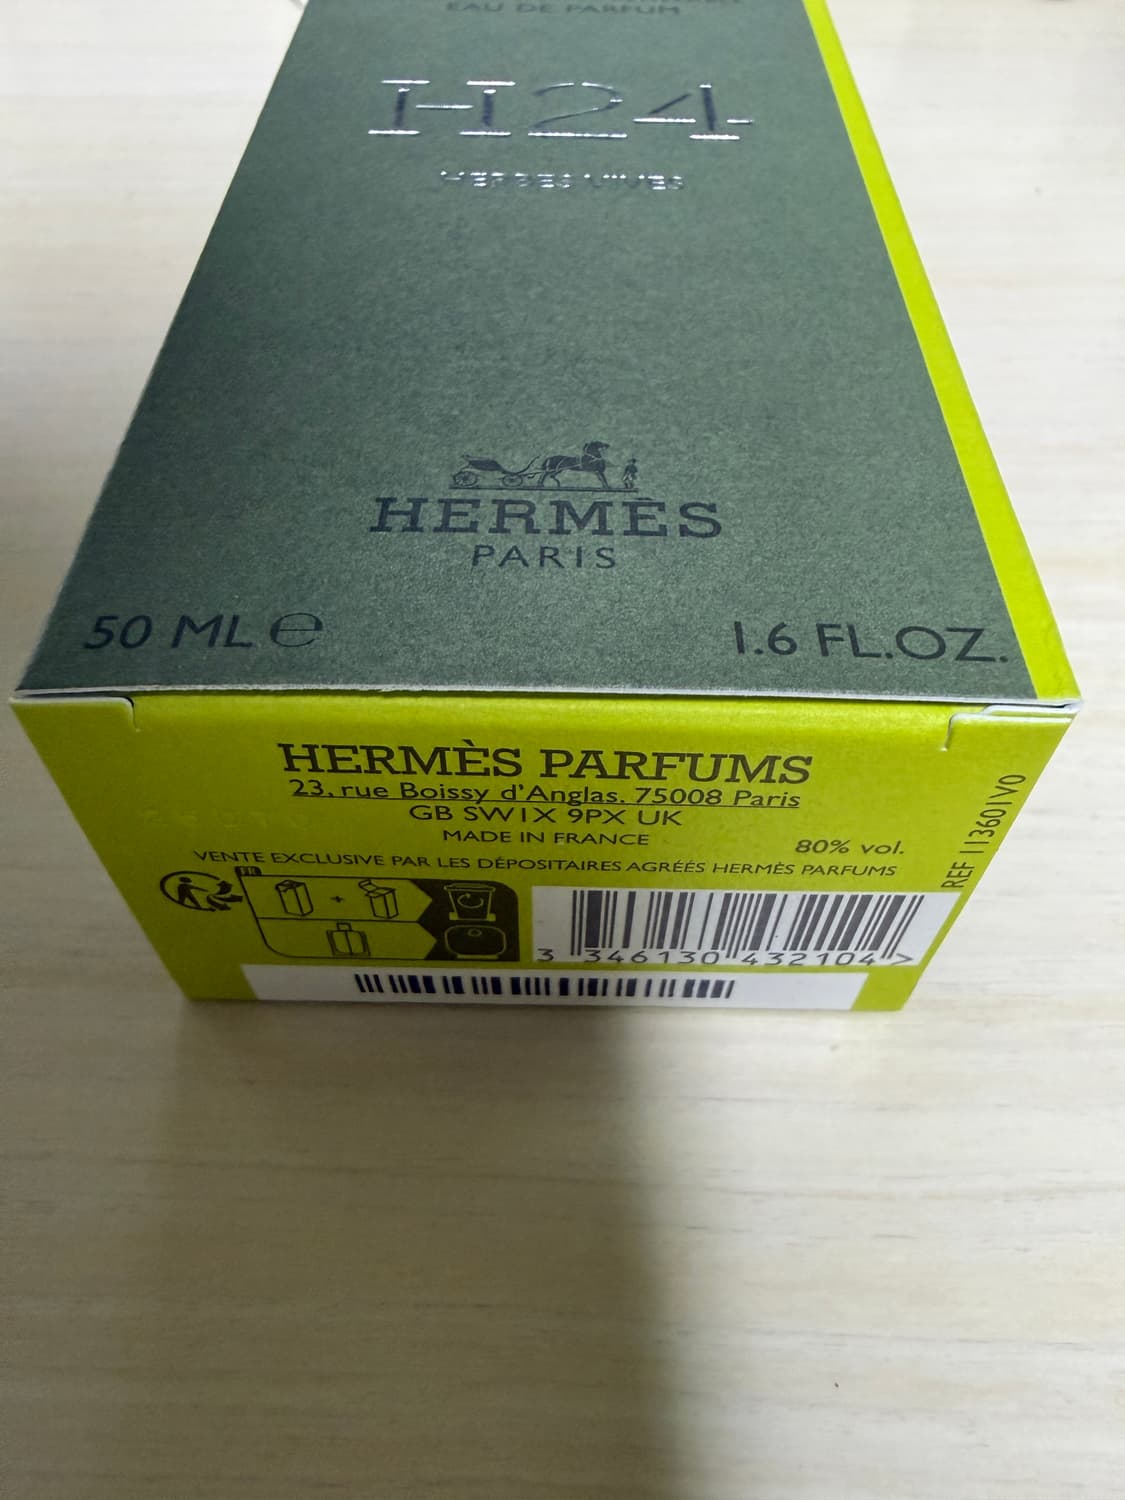 EAU DE PARFUM
H24
HERBES VIVES
HERMÈS
PARIS
50 ML ℮
1.6 FL.OZ.
HERMÈS PARFUMS
23, rue Boissy d'Anglas. 75008 Paris
GB SW1X 9PX UK
MADE IN FRANCE
80% vol.
VENTE EXCLUSIVE PAR LES DÉPOSITAIRES AGRÉÉS HERMÈS PARFUMS
REF 113601V0
FR
3 346130 432104 >